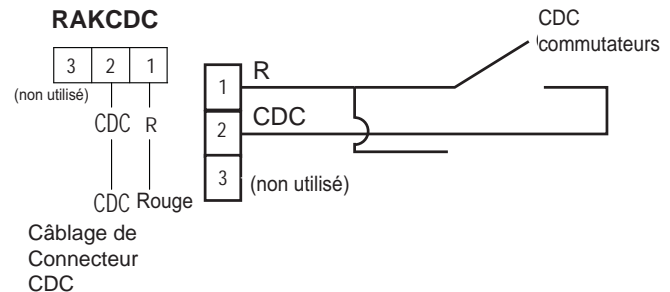 RAKCDC
3 2 1
(non utilisé)
CDC R
CDC Rouge
Câblage de
Connecteur
CDC
1 R
2 CDC
3 (non utilisé)
CDC
commutateurs